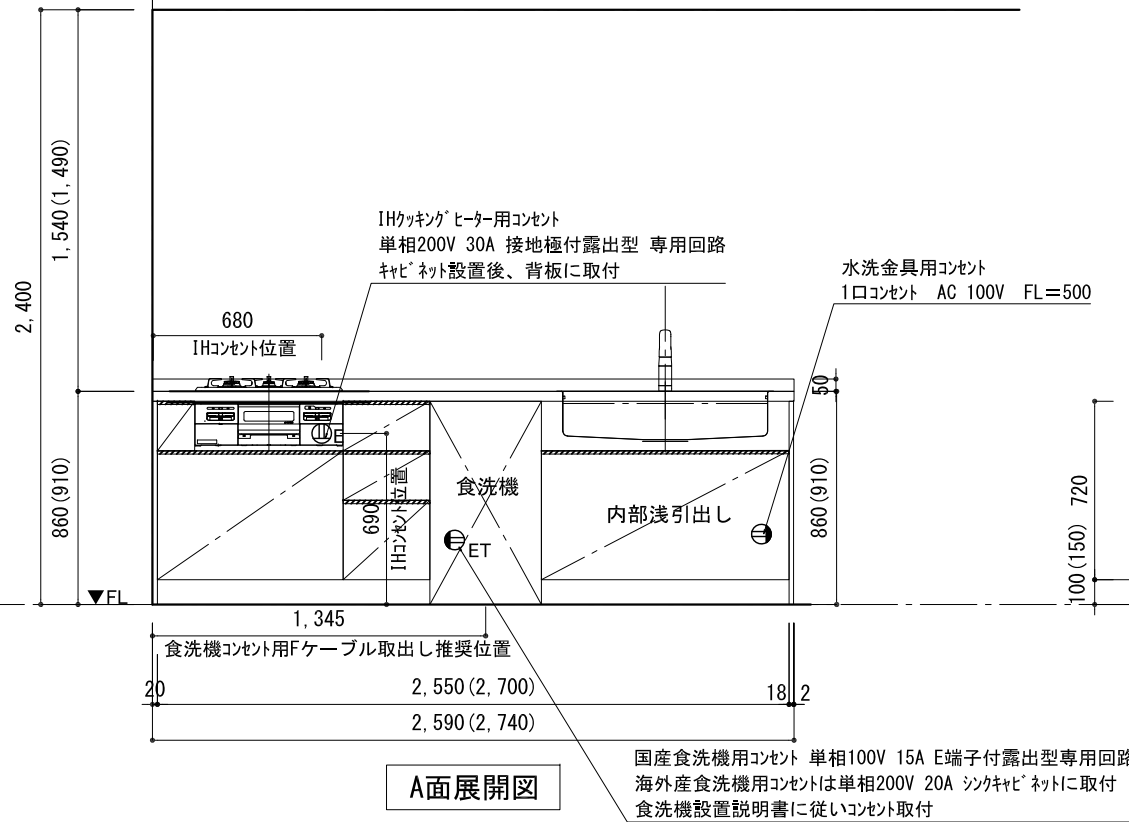 2,400
1,540(1,490)
IHクッキングヒーター用コンセント
単相200V 30A 接地極付露出型 専用回路
キャビネット設置後、背板に取付
水洗金具用コンセント
1口コンセント AC 100V FL=500
680
IHコンセント位置
50
E
860(910)
690
IHコンセント位置
食洗機
ET
内部浅引出し
860(910)
720
100(150)
▼FL
1,345
食洗機コンセント用Fケーブル取出し推奨位置
20
2,550(2,700)
18
2
2,590(2,740)
国産食洗機用コンセント 単相100V 15A E端子付露出型専用回路
海外産食洗機用コンセントは単相200V 20A シンクキャビネットに取付
食洗機設置説明書に従いコンセント取付
A面展開図